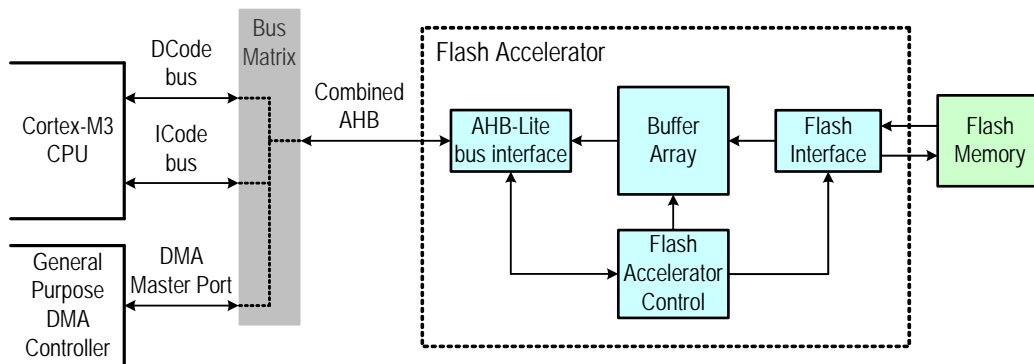 Bus
Matrix
DCode
bus
Cortex-M3
CPU
ICode
bus
General
Purpose
DMA
Controller
DMA
Master Port
Combined
AHB
Flash Accelerator
AHB-Lite
bus interface
Buffer
Array
Flash
Interface
Flash
Accelerator
Control
Flash
Memory